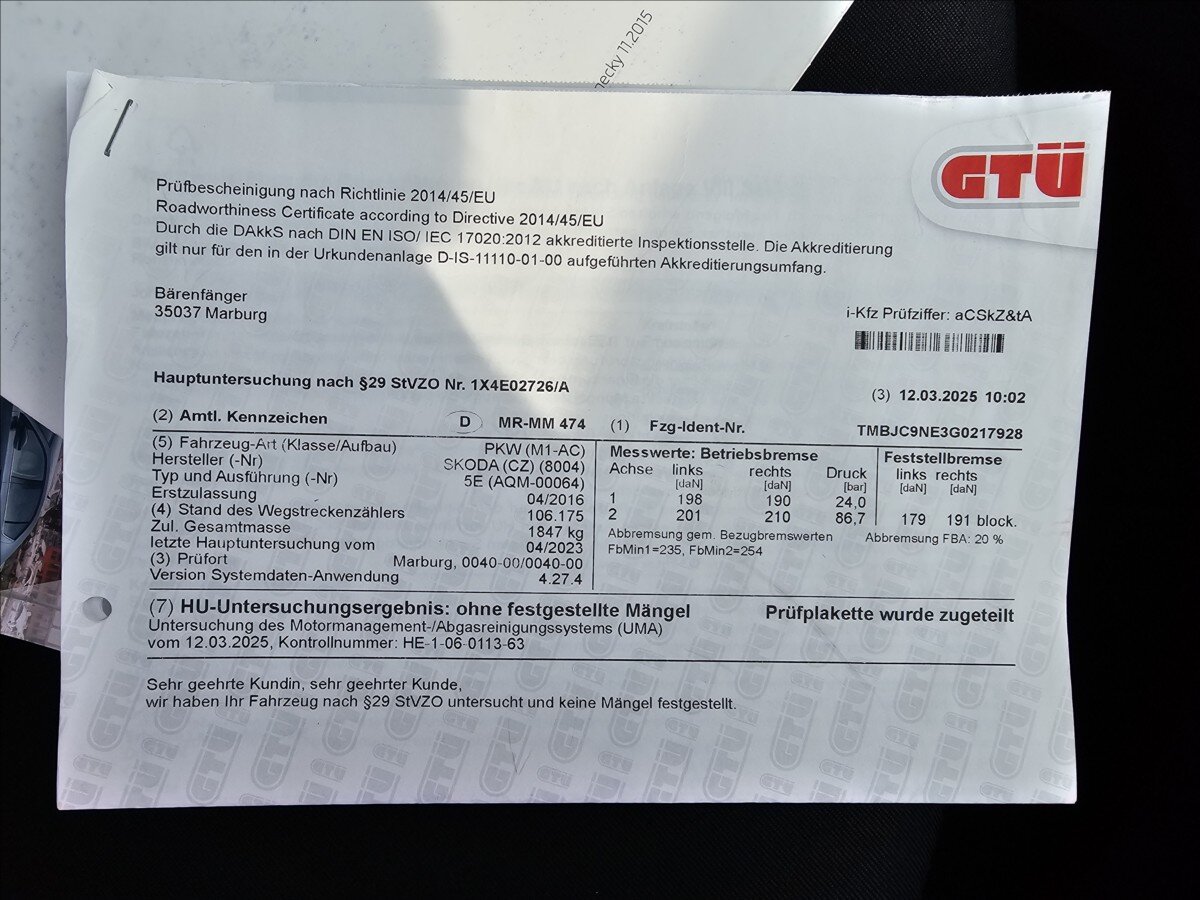 necky 11.2015
GTÜ
Prüfbescheinigung nach Richtlinie 2014/45/EU
Roadworthiness Certificate according to Directive 2014/45/EU
Durch die DAkkS nach DIN EN ISO/ IEC 17020:2012 akkreditierte Inspektionsstelle. Die Akkreditierung
gilt nur für den in der Urkundenanlage D-IS-11110-01-00 aufgeführten Akkreditierungsumfang.
Bärenfänger
35037 Marburg
i-Kfz Prüfziffer: aCSkZ&tA
Hauptuntersuchung nach §29 StVZO Nr. 1X4E02726/A
(3) 12.03.2025 10:02
(2) Amtl. Kennzeichen D MR-MM 474 (1) Fzg-Ident-Nr. TMBJC9NE3G0217928
(5) Fahrzeug-Art (Klasse/Aufbau) PKW (M1-AC)
Hersteller (-Nr) SKODA (CZ) (8004)
Typ und Ausführung (-Nr) 5E (AQM-00064)
Erstzulassung 04/2016
(4) Stand des Wegstreckenzählers 106.175
Zul. Gesamtmasse 1847 kg
letzte Hauptuntersuchung vom 04/2023
(3) Prüfort Marburg, 0040-00/0040-00
Version Systemdaten-Anwendung 4.27.4
Messwerte: Betriebsbremse Feststellbremse
Achse links rechts Druck links rechts
[daN] [daN] [bar] [daN] [daN]
1 198 190 24,0
2 201 210 86,7 179 191 block.
Abbremsung gem. Bezugbremswerten Abbremsung FBA: 20 %
FbMin1=235, FbMin2=254
(7) HU-Untersuchungsergebnis: ohne festgestellte Mängel Prüfplakette wurde zugeteilt
Untersuchung des Motormanagement-/Abgasreinigungssystems (UMA)
vom 12.03.2025, Kontrollnummer: HE-1-06-0113-63
Sehr geehrte Kundin, sehr geehrter Kunde,
wir haben Ihr Fahrzeug nach §29 StVZO untersucht und keine Mängel festgestellt.